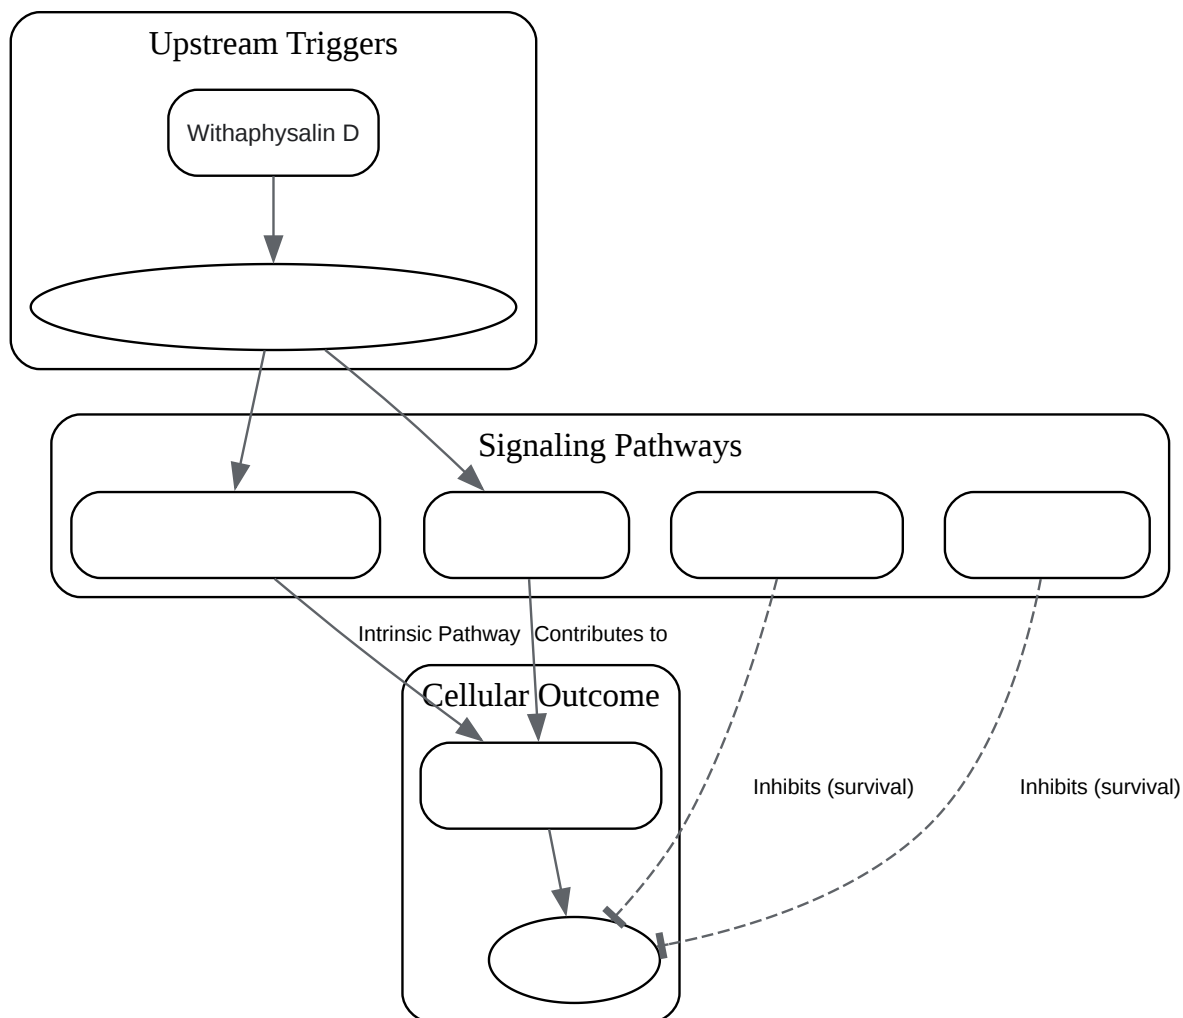 Upstream Triggers
Withaphysalin D
Signaling Pathways
Intrinsic Pathway
Contributes to
Cellular Outcome
Inhibits (survival)
Inhibits (survival)